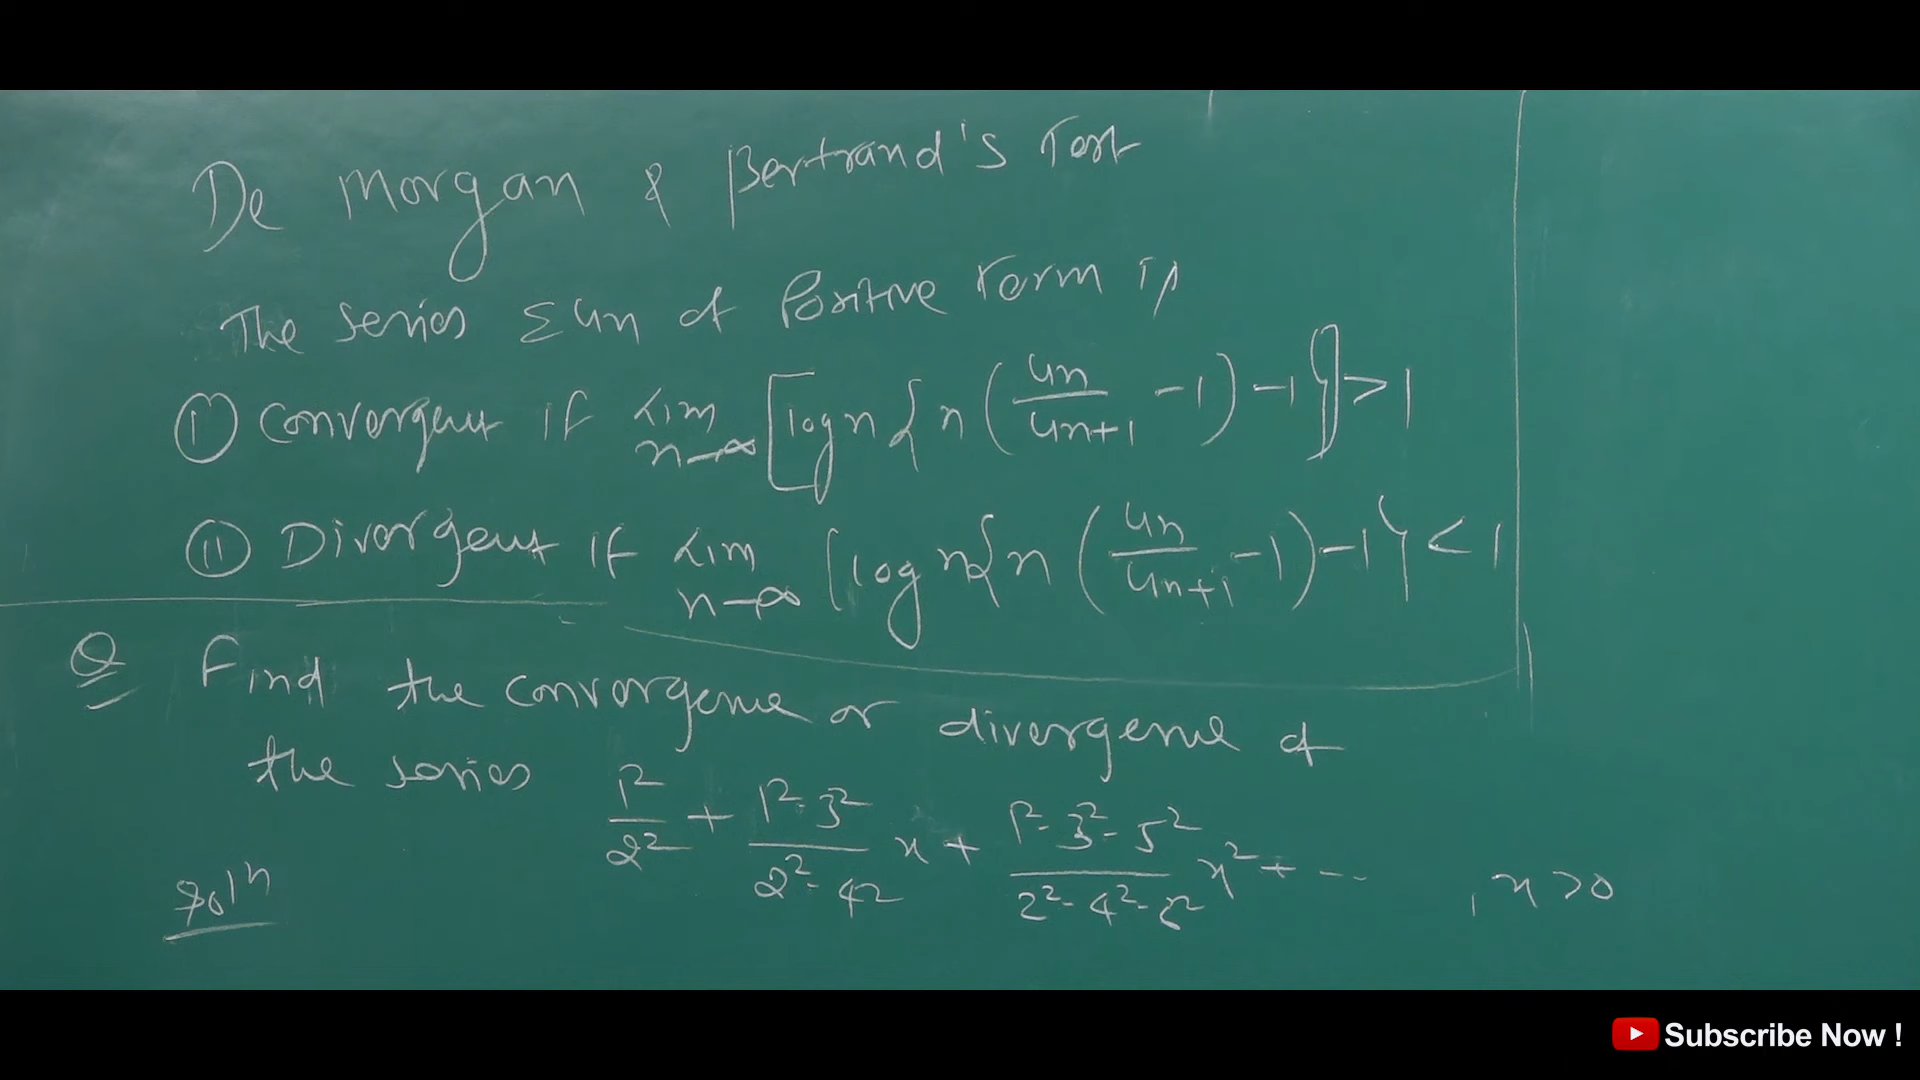 De Morgan & Bertrand's Test
The series Σun of Positive Term is
(I) Convergent if Lim n→∞ [log n { n ( un/un+1 - 1 ) - 1 }] > 1
(II) Divergent if Lim n→∞ [log n { n ( un/un+1 - 1 ) - 1 } < 1
Q Find the convergence or divergence of
the series 1²/2² + 1²·3²/2²·4² x + 1²·3²·5²/2²·4²·6² x² + --- , x > 0
Solⁿ
Subscribe Now !